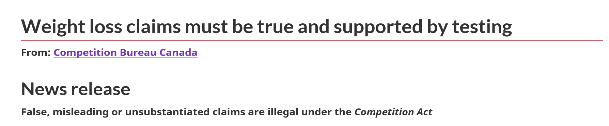 Weight loss claims must be true and supported by testing
From: Competition Bureau Canada
News release
False, misleading or unsubstantiated claims are illegal under the Competition Act